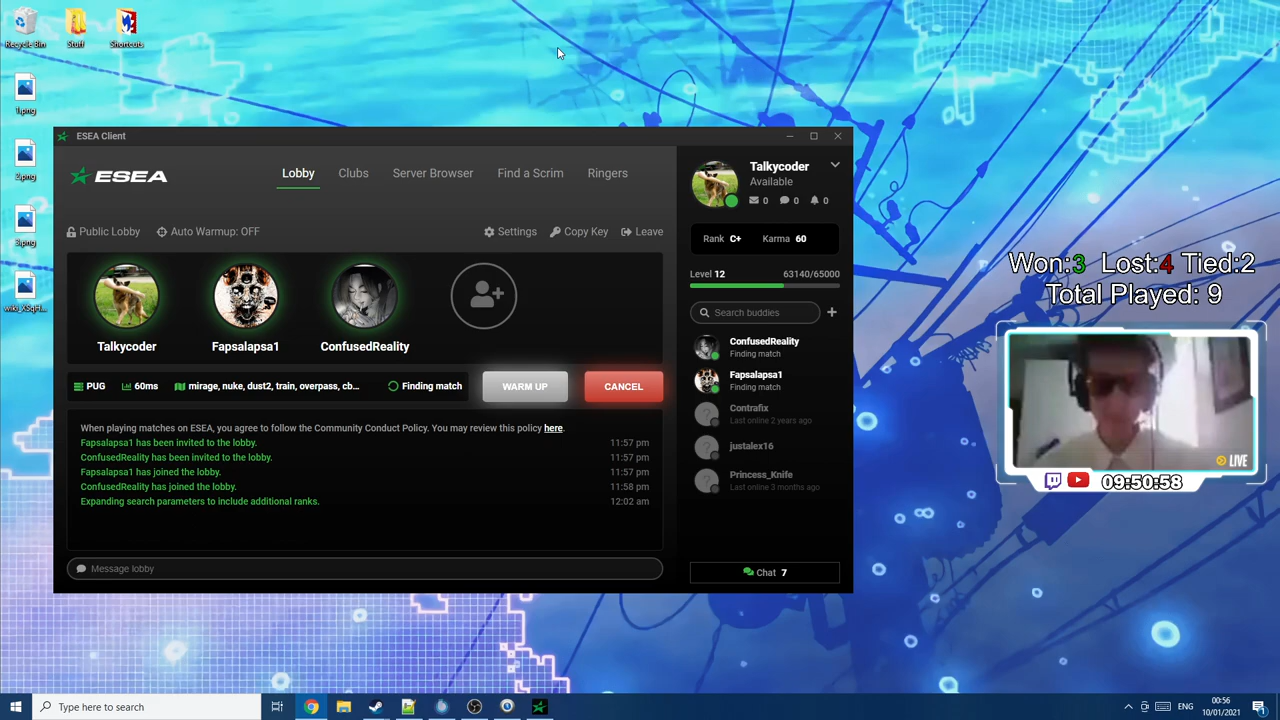 Recycle Bin
Stuff
Shortcuts
1.png
2.png
3.png
ESEA Client
ESEA
Lobby
Clubs
Server Browser
Find a Scrim
Ringers
Public Lobby
Auto Warmup: OFF
Settings
Copy Key
Leave
Talkycoder
Fapsalapsa1
ConfusedReality
PUG
60ms
mirage, nuke, dust2, train, overpass, cb...
Finding match
WARM UP
CANCEL
When playing matches on ESEA, you agree to follow the Community Conduct Policy. You may review this policy here.
Fapsalapsa1 has been invited to the lobby. 11:57 pm
ConfusedReality has been invited to the lobby. 11:57 pm
Fapsalapsa1 has joined the lobby. 11:57 pm
ConfusedReality has joined the lobby. 11:58 pm
Expanding search parameters to include additional ranks. 12:02 am
Message lobby
Talkycoder
Available
0 0 0
Rank C+ Karma 60
Level 12 63140/65000
Search buddies
ConfusedReality
Finding match
Fapsalapsa1
Finding match
Contrafix
Last online 2 years ago
justalex16
Princess_Knife
Last online 3 months ago
Chat 7
Won:3 Lost:4 Tied:2
Total Played: 9
LIVE
09:50:58
Type here to search
ENG
00:56
10/01/2021
1